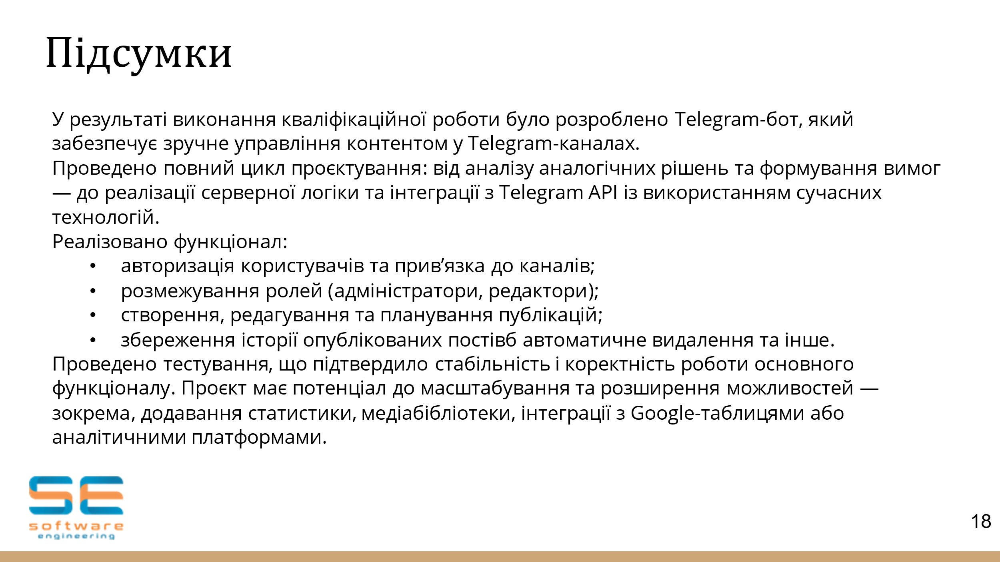 Підсумки
У результаті виконання кваліфікаційної роботи було розроблено Telegram-бот, який
забезпечує зручне управління контентом у Telegram-каналах.
Проведено повний цикл проєктування: від аналізу аналогічних рішень та формування вимог
— до реалізації серверної логіки та інтеграції з Telegram API із використанням сучасних
технологій.
Реалізовано функціонал:
• авторизація користувачів та прив’язка до каналів;
• розмежування ролей (адміністратори, редактори);
• створення, редагування та планування публікацій;
• збереження історії опублікованих постівб автоматичне видалення та інше.
Проведено тестування, що підтвердило стабільність і коректність роботи основного
функціоналу. Проєкт має потенціал до масштабування та розширення можливостей —
зокрема, додавання статистики, медіабібліотеки, інтеграції з Google-таблицями або
аналітичними платформами.
SE
software
engineering
18